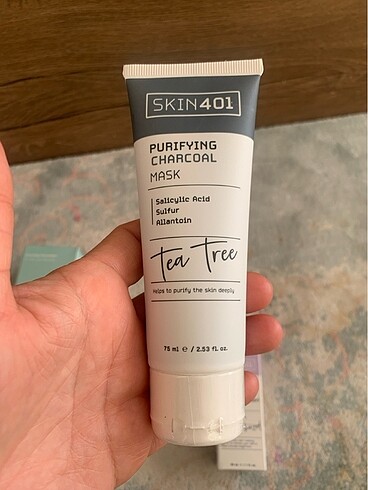 SKIN401
PURIFYING
CHARCOAL
MASK
Salicylic Acid
Sulfur
Allantoin
Tea Tree
Helps to purify the skin deeply
75 ml e / 2.53 fl. oz.